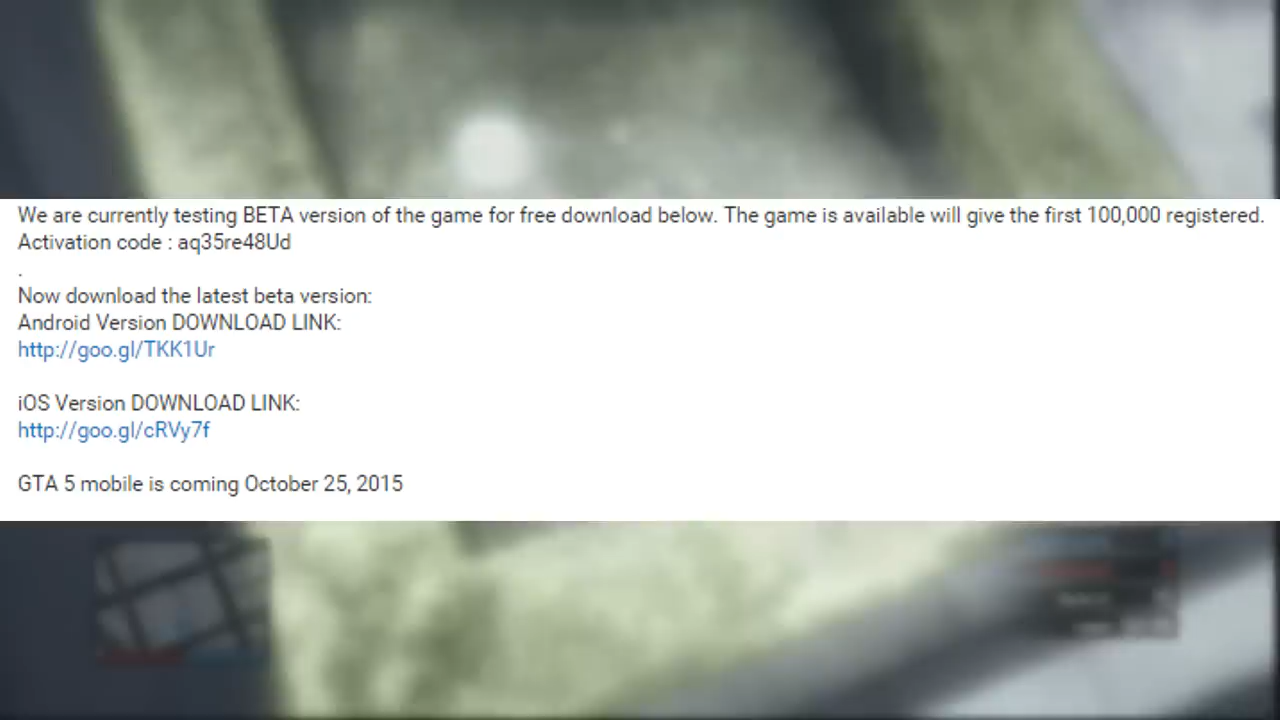 We are currently testing BETA version of the game for free download below. The game is available will give the first 100,000 registered.
Activation code : aq35re48Ud
.
Now download the latest beta version:
Android Version DOWNLOAD LINK:
http://goo.gl/TKK1Ur
iOS Version DOWNLOAD LINK:
http://goo.gl/cRVy7f
GTA 5 mobile is coming October 25, 2015